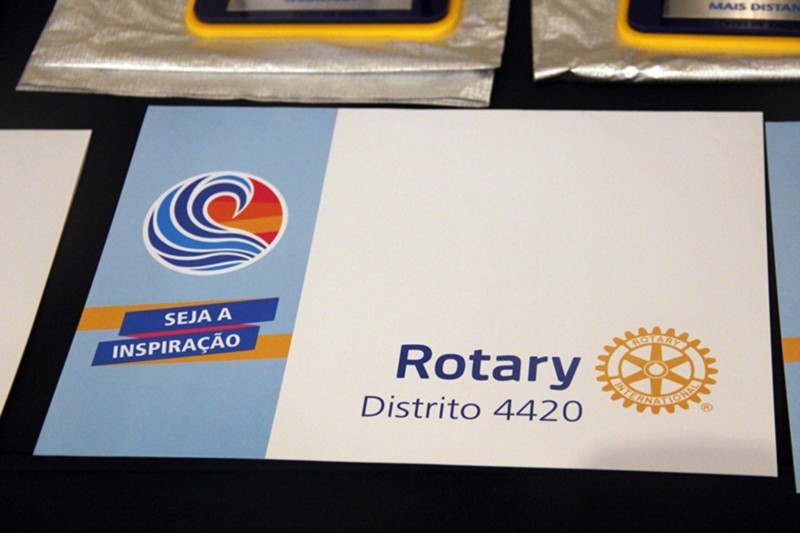 MAIS DISTAN
SEJA A
INSPIRAÇÃO
Rotary
Distrito 4420
ROTARY
INTERNATIONAL
®